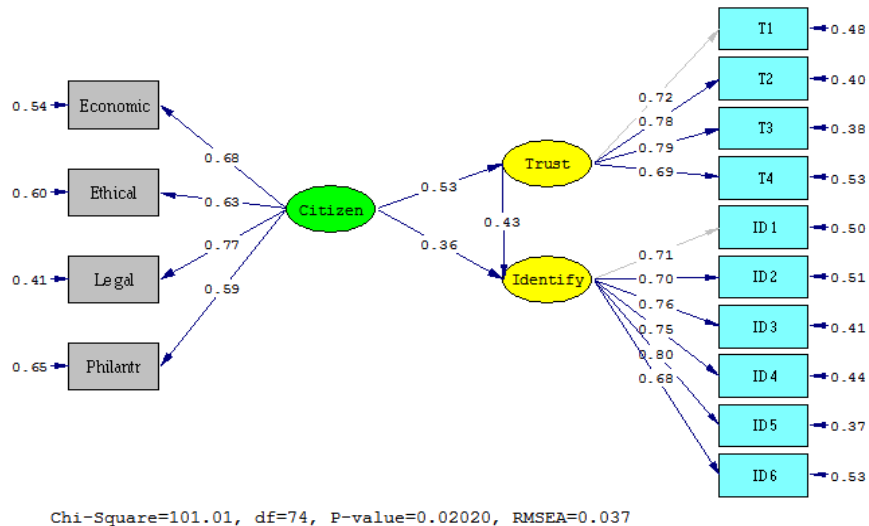 T1
0.48
T2
0.40
T3
0.38
T4
0.53
ID1
0.50
ID2
0.51
ID3
0.41
ID4
0.44
ID5
0.37
ID6
0.53
0.54
Economic
0.60
Ethical
0.41
Legal
0.65
Philantr
0.68
0.63
0.77
0.59
Citizen
0.53
0.36
Trust
0.43
Identify
0.72
0.78
0.79
0.69
0.71
0.70
0.76
0.75
0.80
0.68
Chi-Square=101.01, df=74, P-value=0.02020, RMSEA=0.037